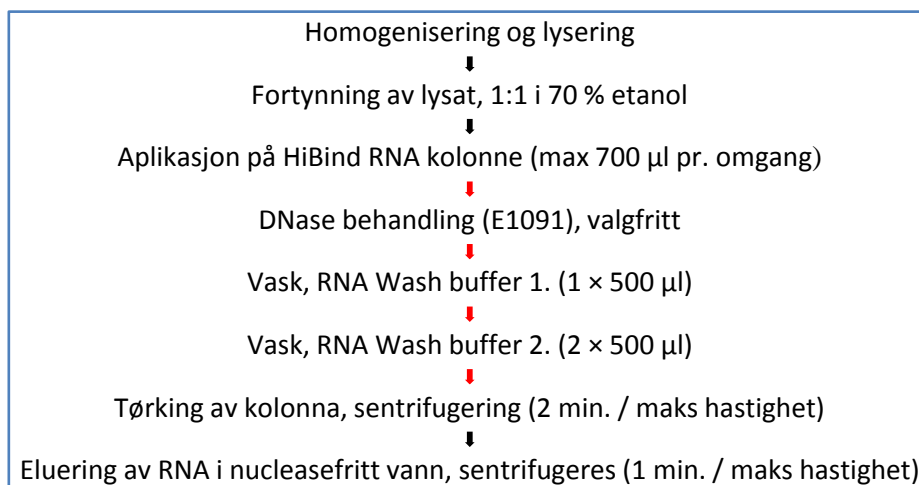 Homogenisering og lysering
Fortynning av lysat, 1:1 i 70 % etanol
Aplikasjon på HiBind RNA kolonne (max 700 µl pr. omgang)
DNase behandling (E1091), valgfritt
Vask, RNA Wash buffer 1. (1 × 500 µl)
Vask, RNA Wash buffer 2. (2 × 500 µl)
Tørking av kolonna, sentrifugering (2 min. / maks hastighet)
Eluering av RNA i nucleasefritt vann, sentrifugeres (1 min. / maks hastighet)